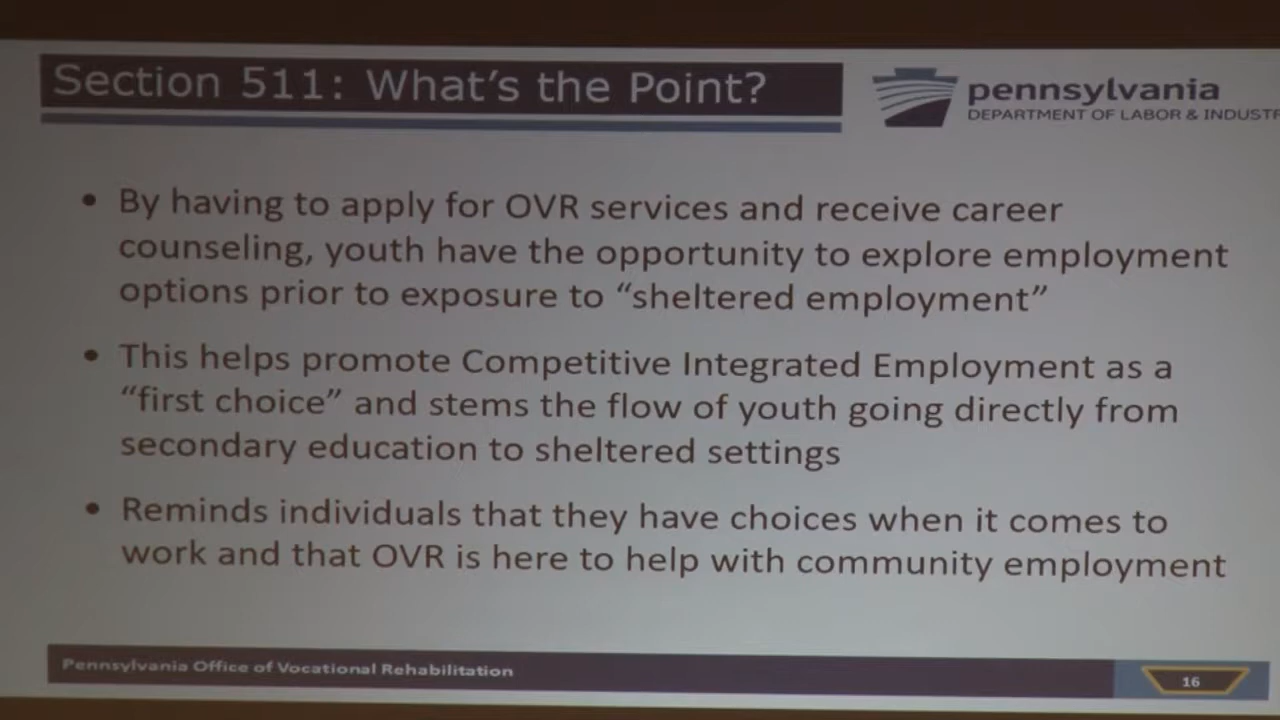 Section 511: What's the Point?
pennsylvania
DEPARTMENT OF LABOR & INDUSTR
• By having to apply for OVR services and receive career
counseling, youth have the opportunity to explore employment
options prior to exposure to “sheltered employment”
• This helps promote Competitive Integrated Employment as a
“first choice” and stems the flow of youth going directly from
secondary education to sheltered settings
• Reminds individuals that they have choices when it comes to
work and that OVR is here to help with community employment
Pennsylvania Office of Vocational Rehabilitation
16